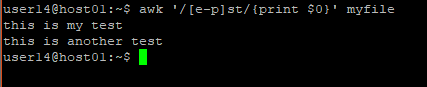 user14@host01:~$ awk '/[e-p]st/{print $0}' myfile
this is my test
this is another test
user14@host01:~$